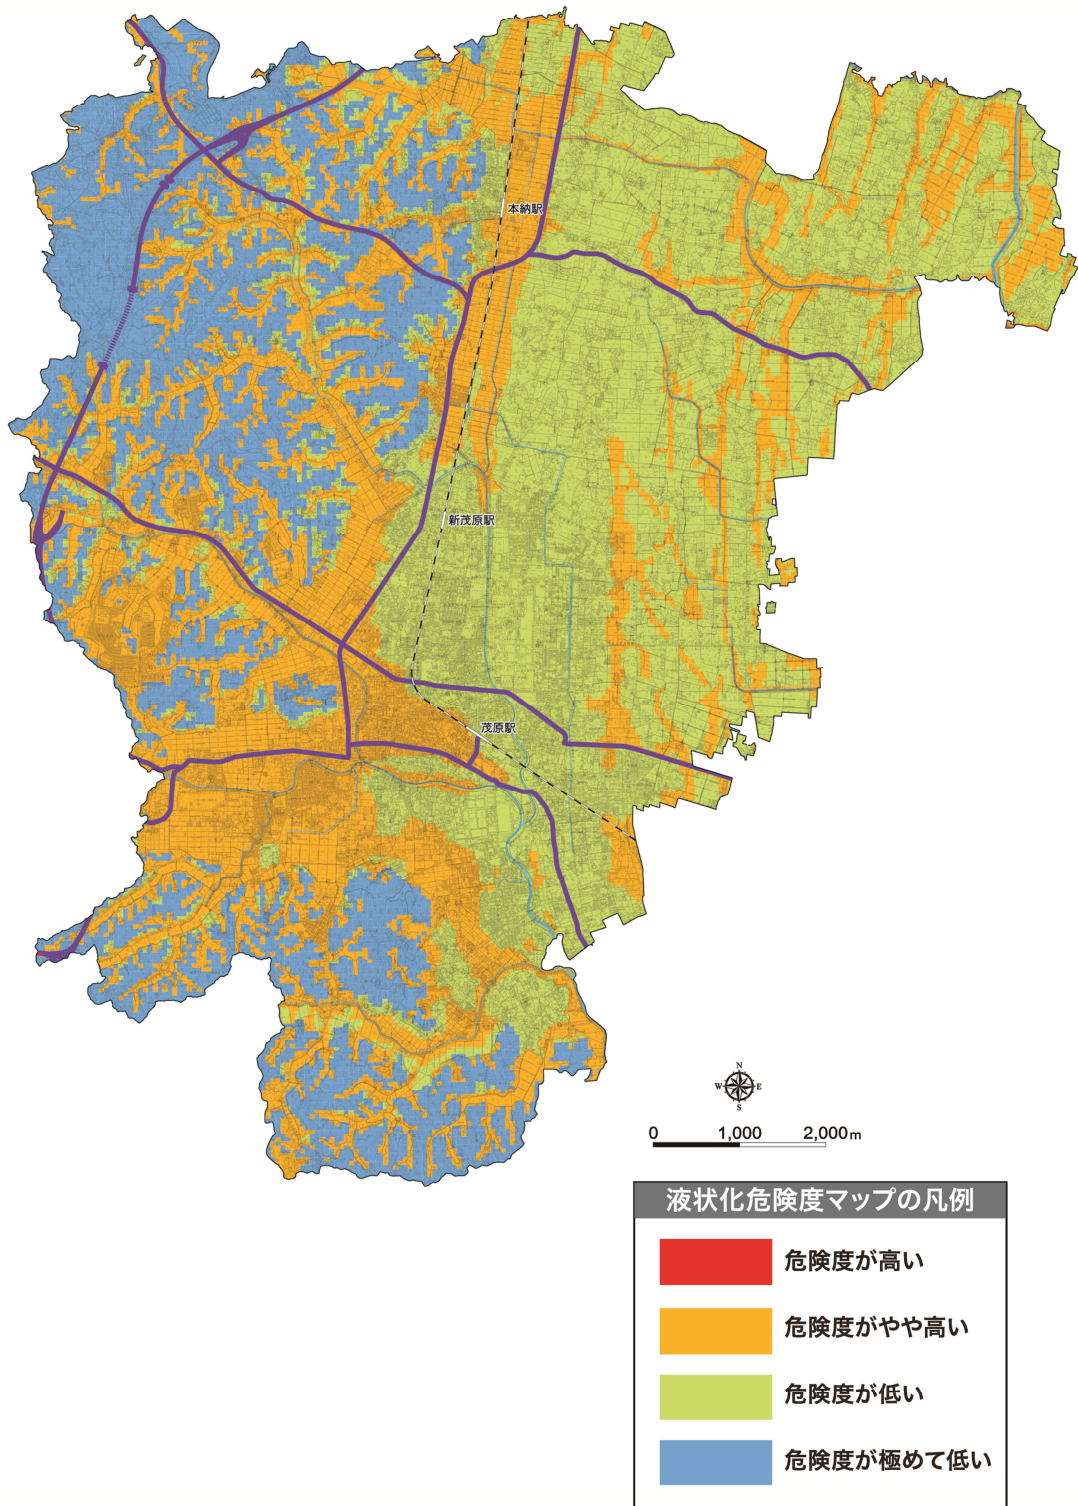 本納駅
新茂原駅
茂原駅
N
W E
S
0 1,000 2,000m
液状化危険度マップの凡例
危険度が高い
危険度がやや高い
危険度が低い
危険度が極めて低い